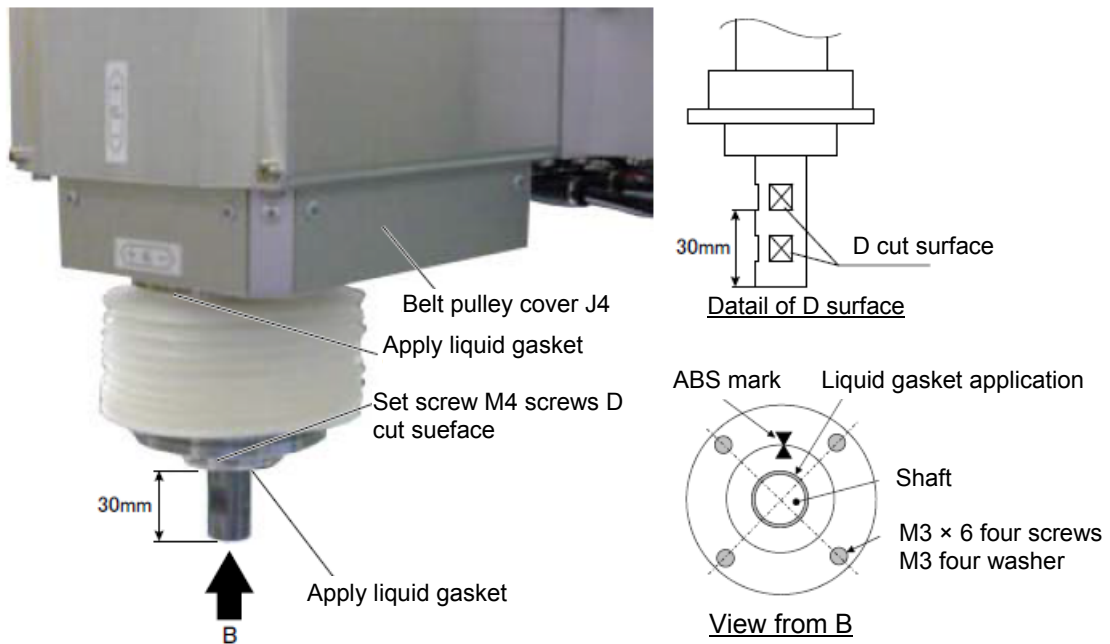 Belt pulley cover J4
Apply liquid gasket
Set screw M4 screws D
cut sueface
30mm
Apply liquid gasket
B
30mm
D cut surface
Datail of D surface
ABS mark
Liquid gasket application
Shaft
M3 × 6 four screws
M3 four washer
View from B